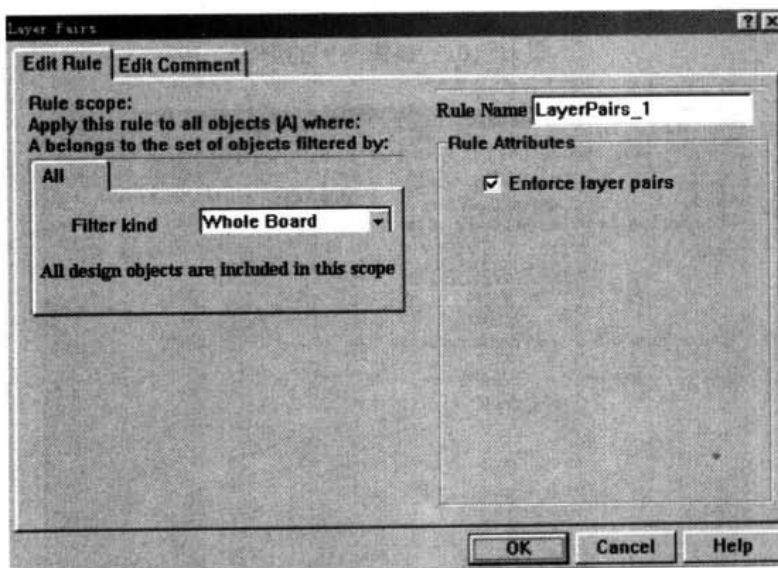 Layer Pairs
Edit Rule
Edit Comment
Rule scope:
Apply this rule to all objects (A) where:
A belongs to the set of objects filtered by:
All
Filter kind
Whole Board
All design objects are included in this scope
Rule Name
LayerPairs_1
Rule Attributes
Enforce layer pairs
OK
Cancel
Help